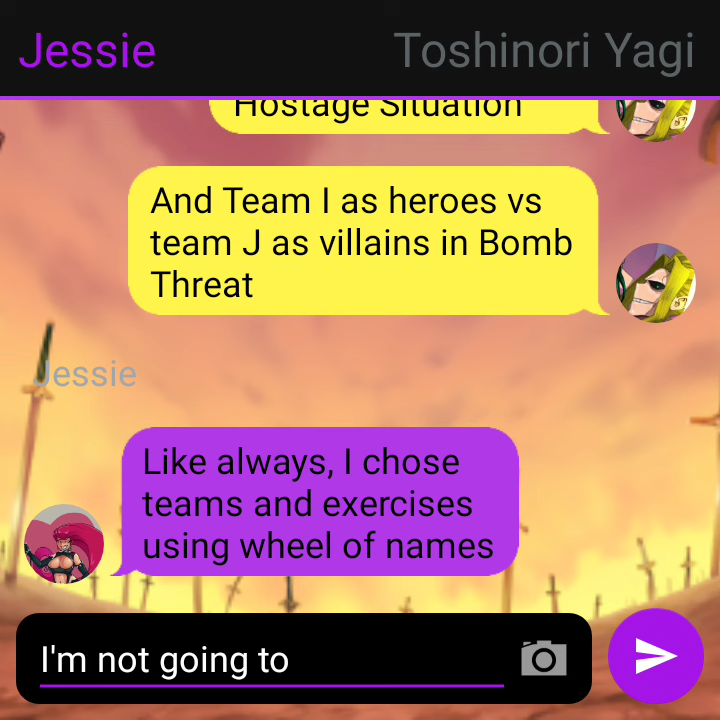 Jessie
Toshinori Yagi
Hostage Situation
And Team I as heroes vs
team J as villains in Bomb
Threat
Jessie
Like always, I chose
teams and exercises
using wheel of names
I'm not going to